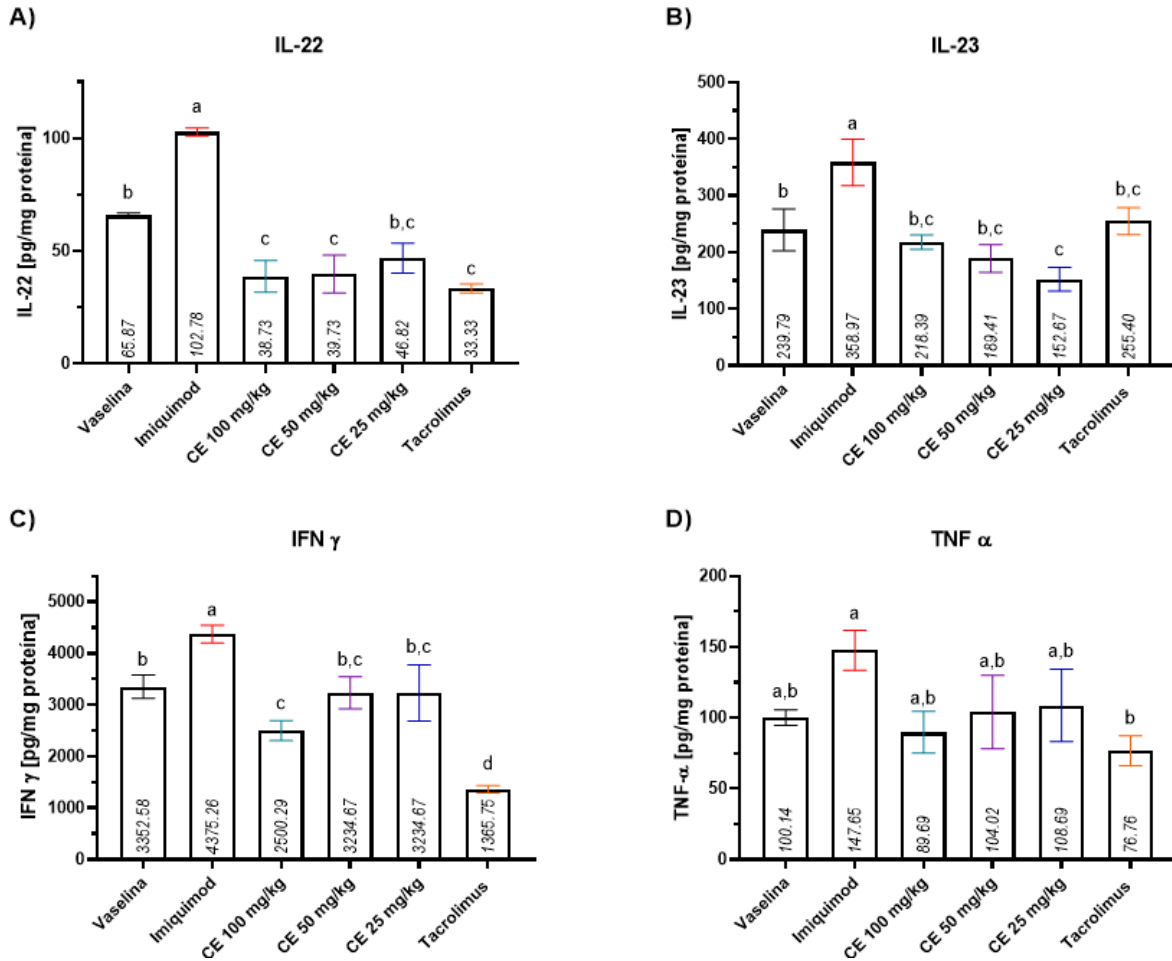 A)
IL-22
IL-22 [pg/mg proteína]
100
50
0
a
b
c
c
b,c
c
65.87
102.78
38.73
39.73
46.82
33.33
Vaselina
Imiquimod
CE 100 mg/kg
CE 50 mg/kg
CE 25 mg/kg
Tacrolimus
B)
IL-23
IL-23 [pg/mg proteína]
500
400
300
200
100
0
b
a
b,c
b,c
c
b,c
239.79
358.97
218.39
189.41
152.67
255.40
Vaselina
Imiquimod
CE 100 mg/kg
CE 50 mg/kg
CE 25 mg/kg
Tacrolimus
C)
IFN γ
IFN γ [pg/mg proteína]
5000
4000
3000
2000
1000
0
b
a
c
b,c
b,c
d
3352.58
4375.26
2500.29
3234.67
3234.67
1365.75
Vaselina
Imiquimod
CE 100 mg/kg
CE 50 mg/kg
CE 25 mg/kg
Tacrolimus
D)
TNF α
TNF-α [pg/mg proteína]
200
150
100
50
0
a,b
a
a,b
a,b
a,b
b
100.14
147.65
89.69
104.02
108.69
76.76
Vaselina
Imiquimod
CE 100 mg/kg
CE 50 mg/kg
CE 25 mg/kg
Tacrolimus